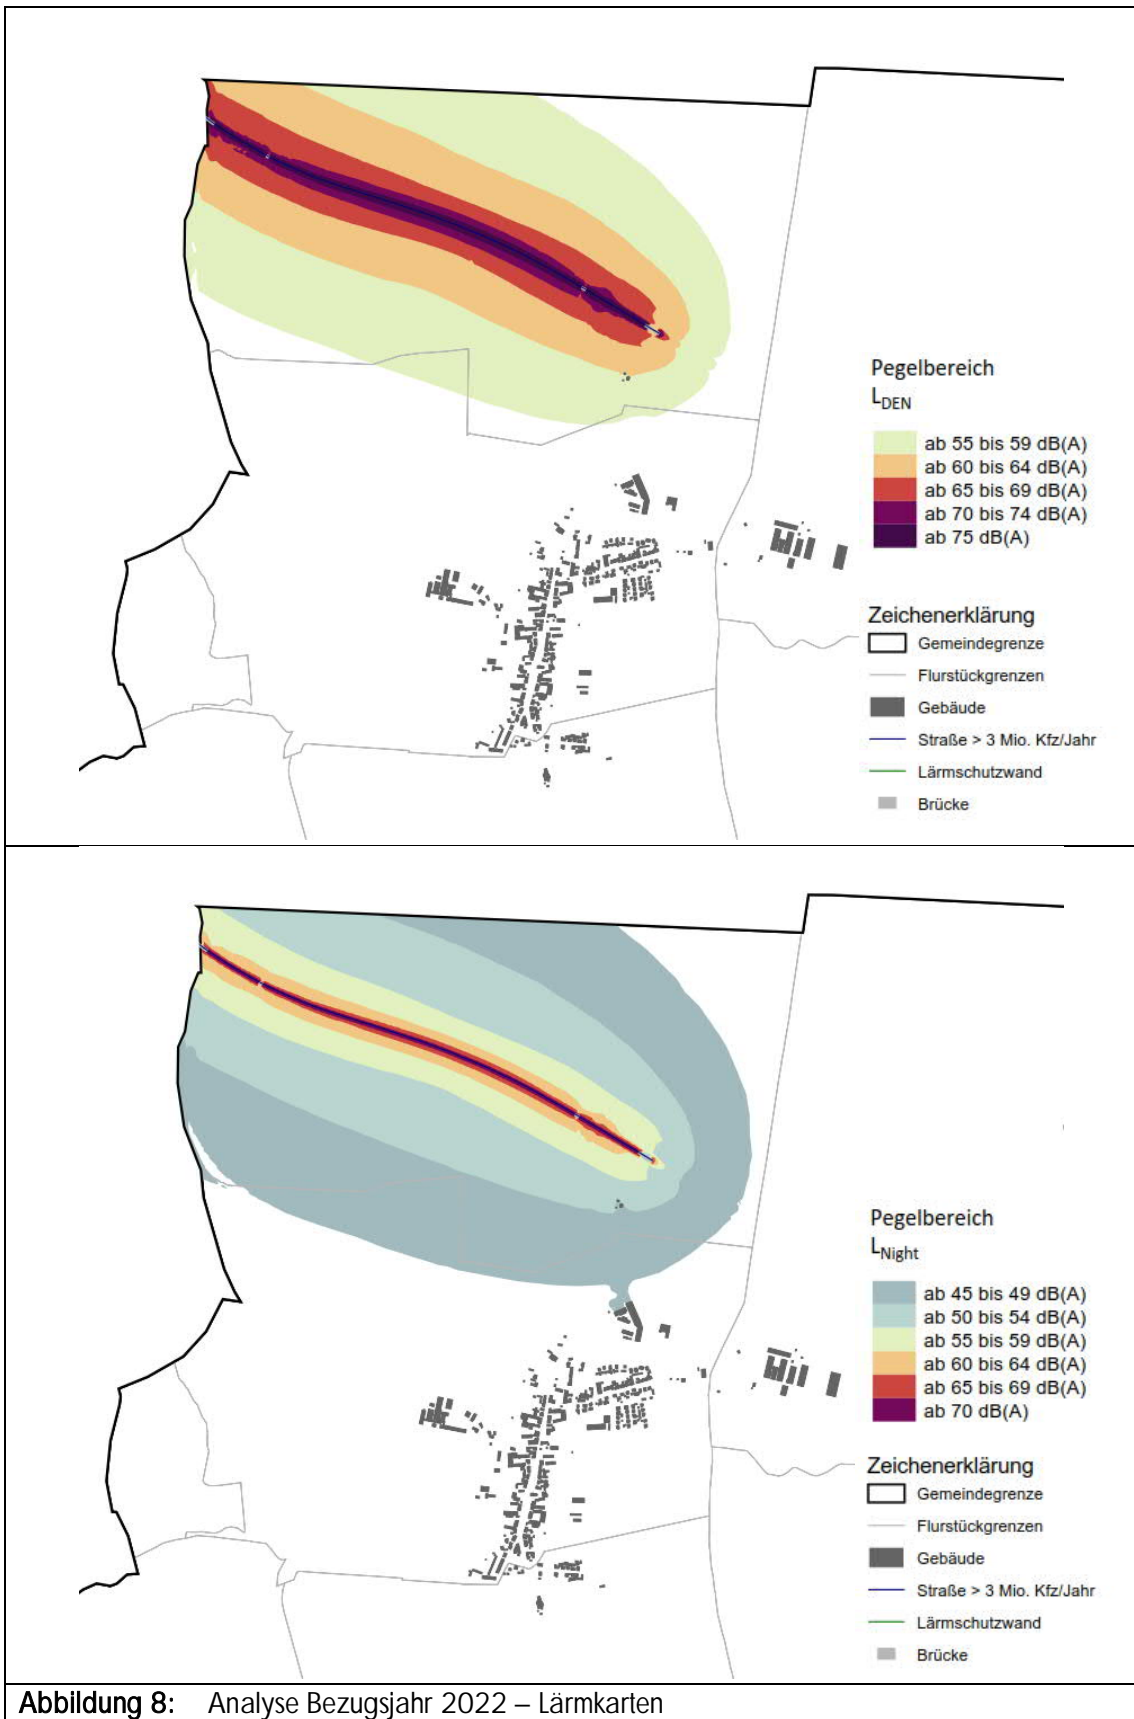 Pegelbereich
LDEN
ab 55 bis 59 dB(A)
ab 60 bis 64 dB(A)
ab 65 bis 69 dB(A)
ab 70 bis 74 dB(A)
ab 75 dB(A)
Zeichenerklärung
Gemeindegrenze
Flurstückgrenzen
Gebäude
Straße > 3 Mio. Kfz/Jahr
Lärmschutzwand
Brücke
Pegelbereich
LNight
ab 45 bis 49 dB(A)
ab 50 bis 54 dB(A)
ab 55 bis 59 dB(A)
ab 60 bis 64 dB(A)
ab 65 bis 69 dB(A)
ab 70 dB(A)
Zeichenerklärung
Gemeindegrenze
Flurstückgrenzen
Gebäude
Straße > 3 Mio. Kfz/Jahr
Lärmschutzwand
Brücke
Abbildung 8: Analyse Bezugsjahr 2022 – Lärmkarten